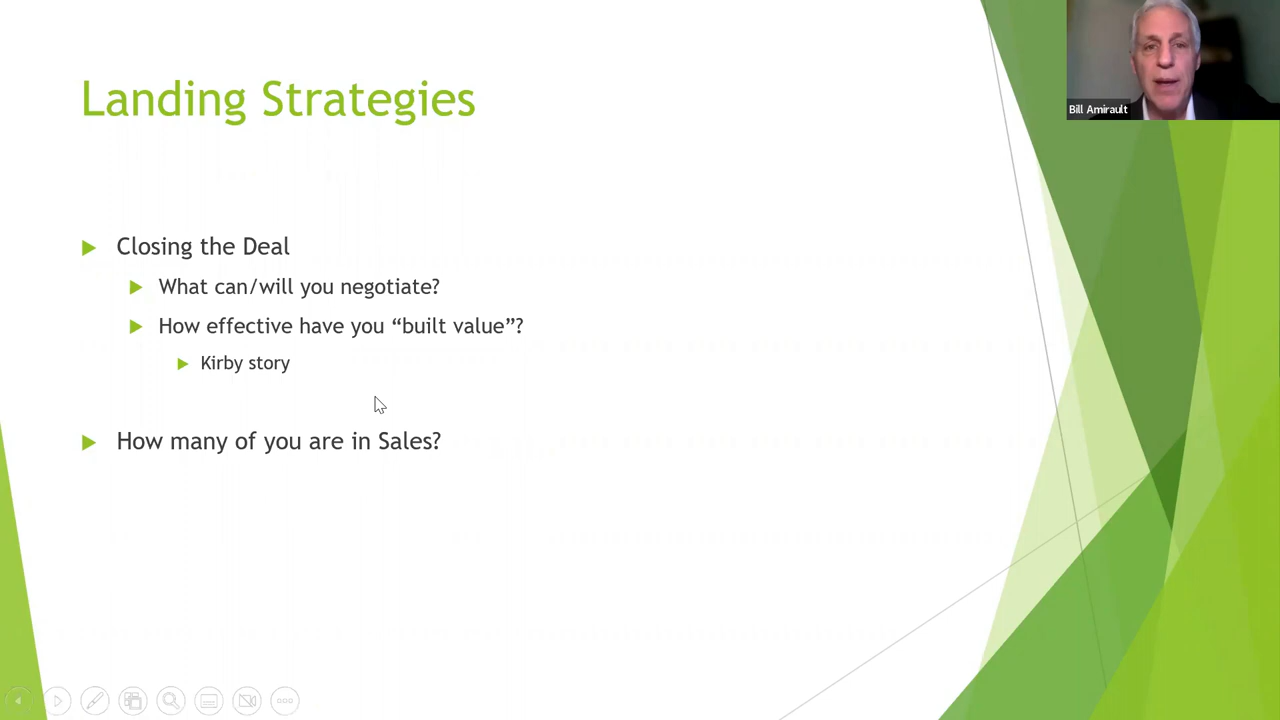 Landing Strategies
Bill Amirault
Closing the Deal
What can/will you negotiate?
How effective have you “built value”?
Kirby story
How many of you are in Sales?